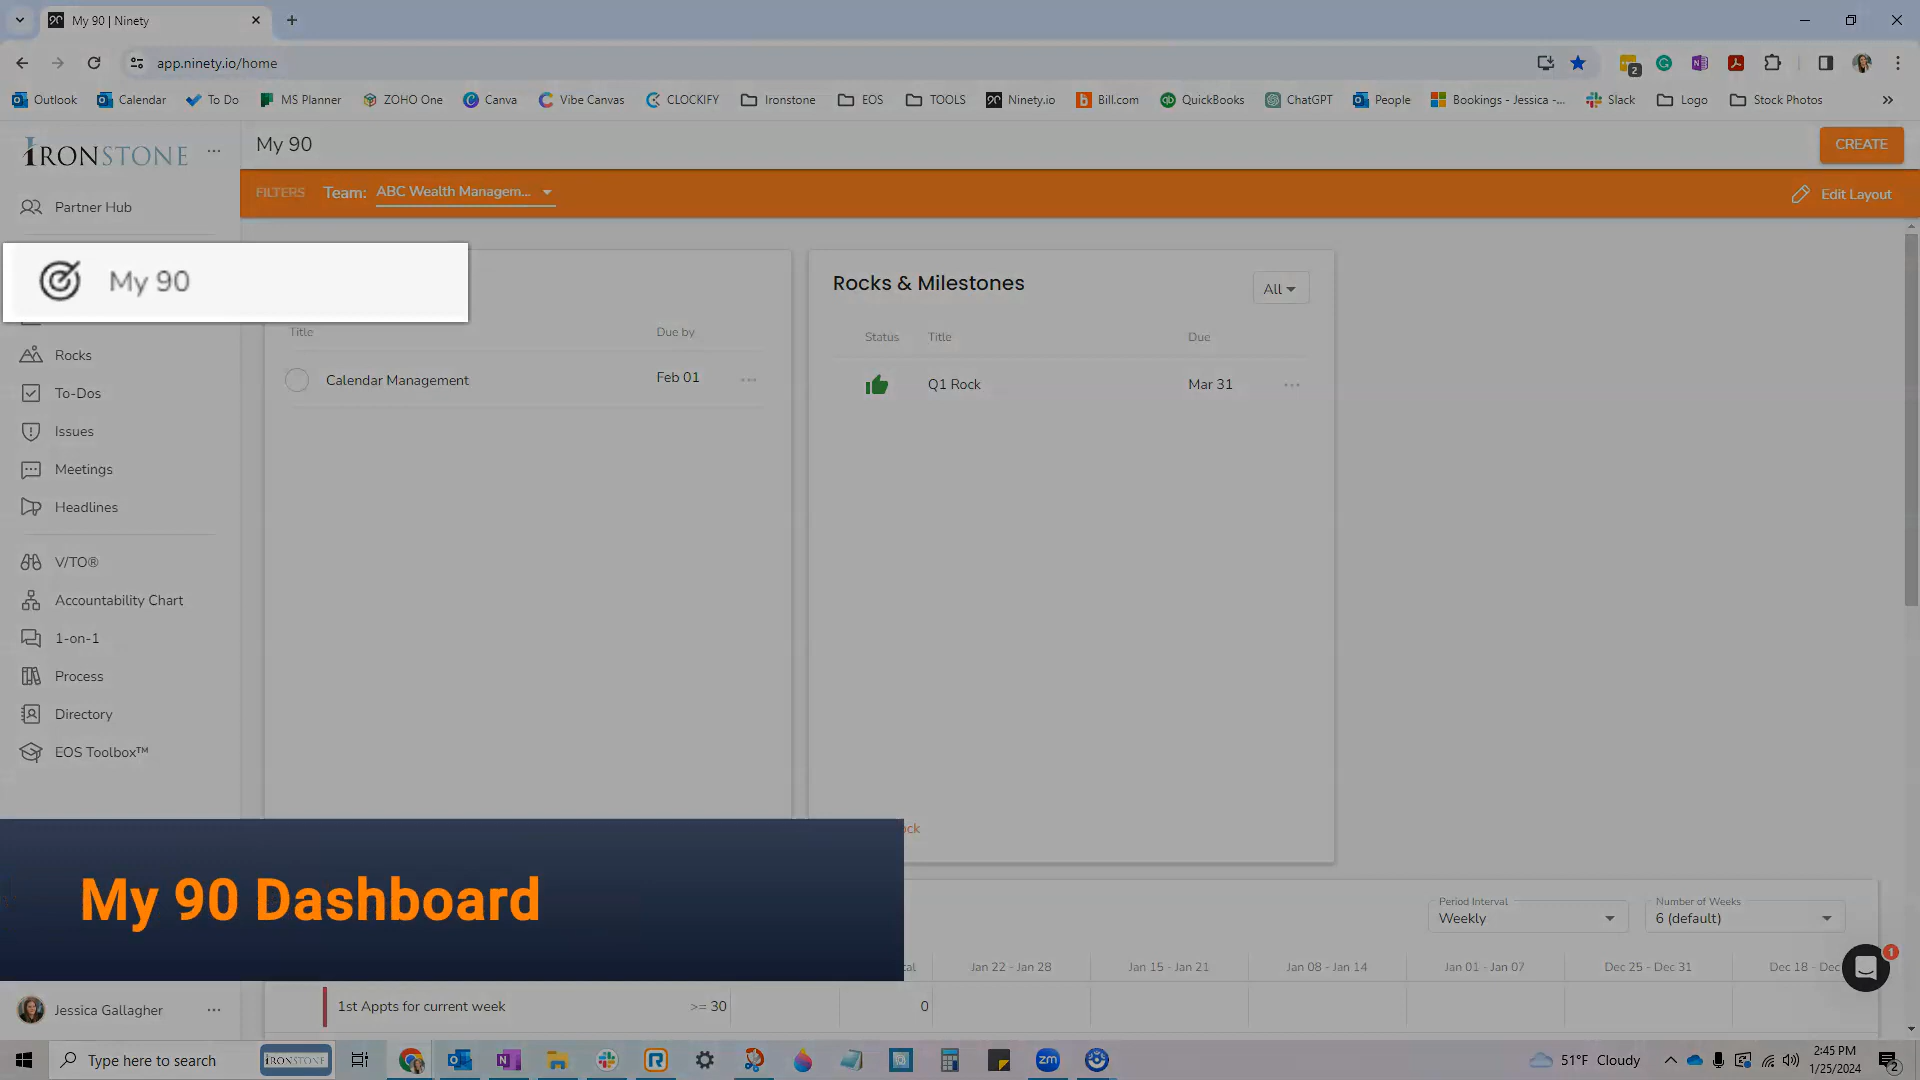 My 90 | Ninety
app.ninety.io/home
2
Outlook Calendar To Do MS Planner ZOHO One Canva Vibe Canvas CLOCKIFY Ironstone EOS TOOLS Ninety.io Bill.com QuickBooks ChatGPT People Bookings - Jessica -... Slack Logo Stock Photos
IRONSTONE
My 90
CREATE
FILTERS Team: ABC Wealth Managem...
Edit Layout
Partner Hub
My 90
Rocks
To-Dos
Issues
Meetings
Headlines
V/TO®
Accountability Chart
1-on-1
Process
Directory
EOS Toolbox™
Title Due by
Calendar Management Feb 01
Rocks & Milestones
All
Status Title Due
Q1 Rock Mar 31
My 90 Dashboard
Period Interval
Weekly
Number of Weeks
6 (default)
Jan 22 - Jan 28 Jan 15 - Jan 21 Jan 08 - Jan 14 Jan 01 - Jan 07 Dec 25 - Dec 31 Dec 18 - Dec
1
1st Appts for current week >= 30 0
Jessica Gallagher
Type here to search
IRONSTONE
zm
51°F Cloudy
2:45 PM
1/25/2024
2